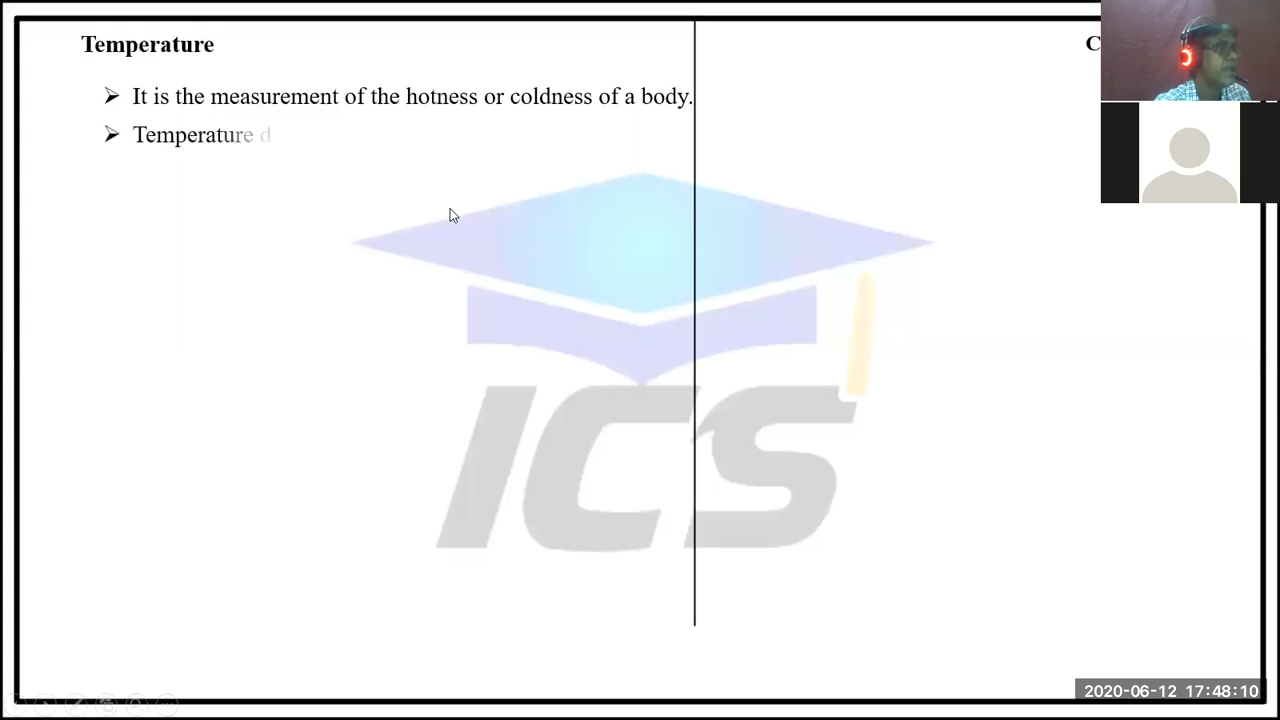 Temperature
C
It is the measurement of the hotness or coldness of a body.
Temperature d
ICS
2020-06-12 17:48:10